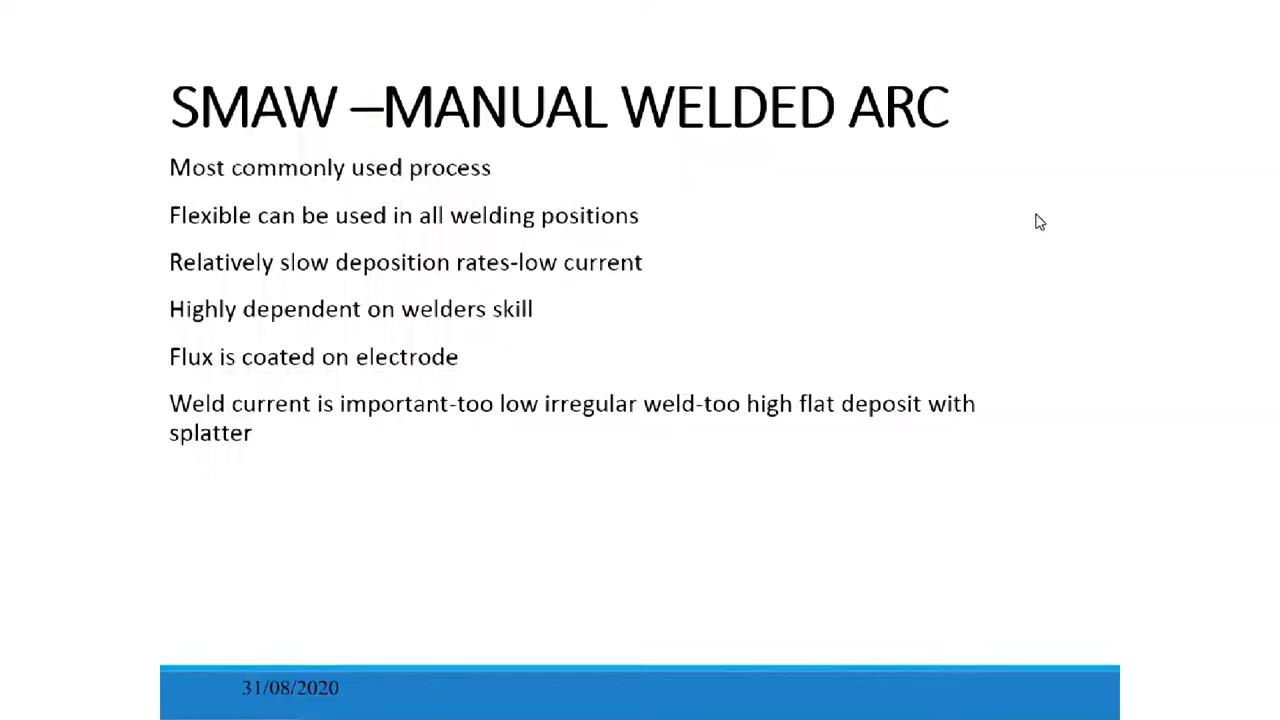 SMAW –MANUAL WELDED ARC
Most commonly used process
Flexible can be used in all welding positions
Relatively slow deposition rates-low current
Highly dependent on welders skill
Flux is coated on electrode
Weld current is important-too low irregular weld-too high flat deposit with
splatter
31/08/2020